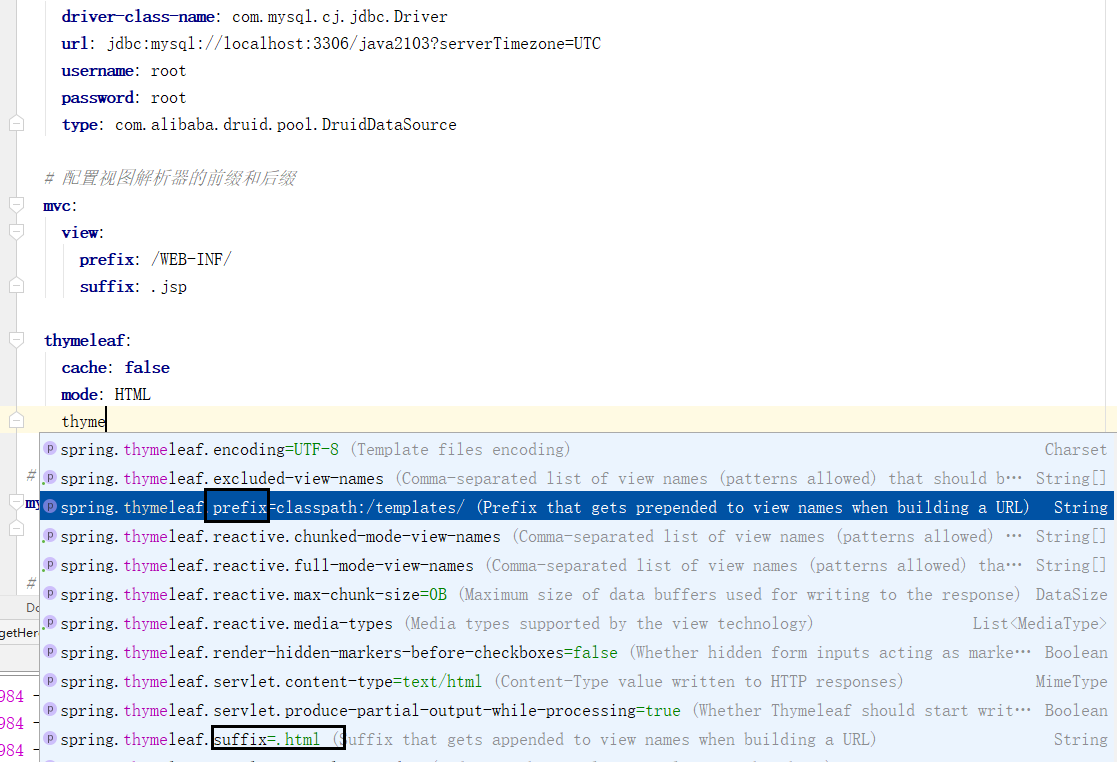 driver-class-name: com.mysql.cj.jdbc.Driver
url: jdbc:mysql://localhost:3306/java2103?serverTimezone=UTC
username: root
password: root
type: com.alibaba.druid.pool.DruidDataSource
# 配置视图解析器的前缀和后缀
mvc:
view:
prefix: /WEB-INF/
suffix: .jsp
thymeleaf:
cache: false
mode: HTML
thyme
spring.thymeleaf.encoding=UTF-8 (Template files encoding) Charset
# spring.thymeleaf.excluded-view-names (Comma-separated list of view names (patterns allowed) that should b… String[]
my spring.thymeleaf.prefix=classpath:/templates/ (Prefix that gets prepended to view names when building a URL) String
spring.thymeleaf.reactive.chunked-mode-view-names (Comma-separated list of view names (patterns allowed) … String[]
spring.thymeleaf.reactive.full-mode-view-names (Comma-separated list of view names (patterns allowed) tha… String[]
# spring.thymeleaf.reactive.max-chunk-size=0B (Maximum size of data buffers used for writing to the response) DataSize
Do
getHer spring.thymeleaf.reactive.media-types (Media types supported by the view technology) List<MediaType>
spring.thymeleaf.render-hidden-markers-before-checkboxes=false (Whether hidden form inputs acting as marke… Boolean
984 - spring.thymeleaf.servlet.content-type=text/html (Content-Type value written to HTTP responses) MimeType
984 - spring.thymeleaf.servlet.produce-partial-output-while-processing=true (Whether Thymeleaf should start writ… Boolean
984 - spring.thymeleaf.suffix=.html (Suffix that gets appended to view names when building a URL) String